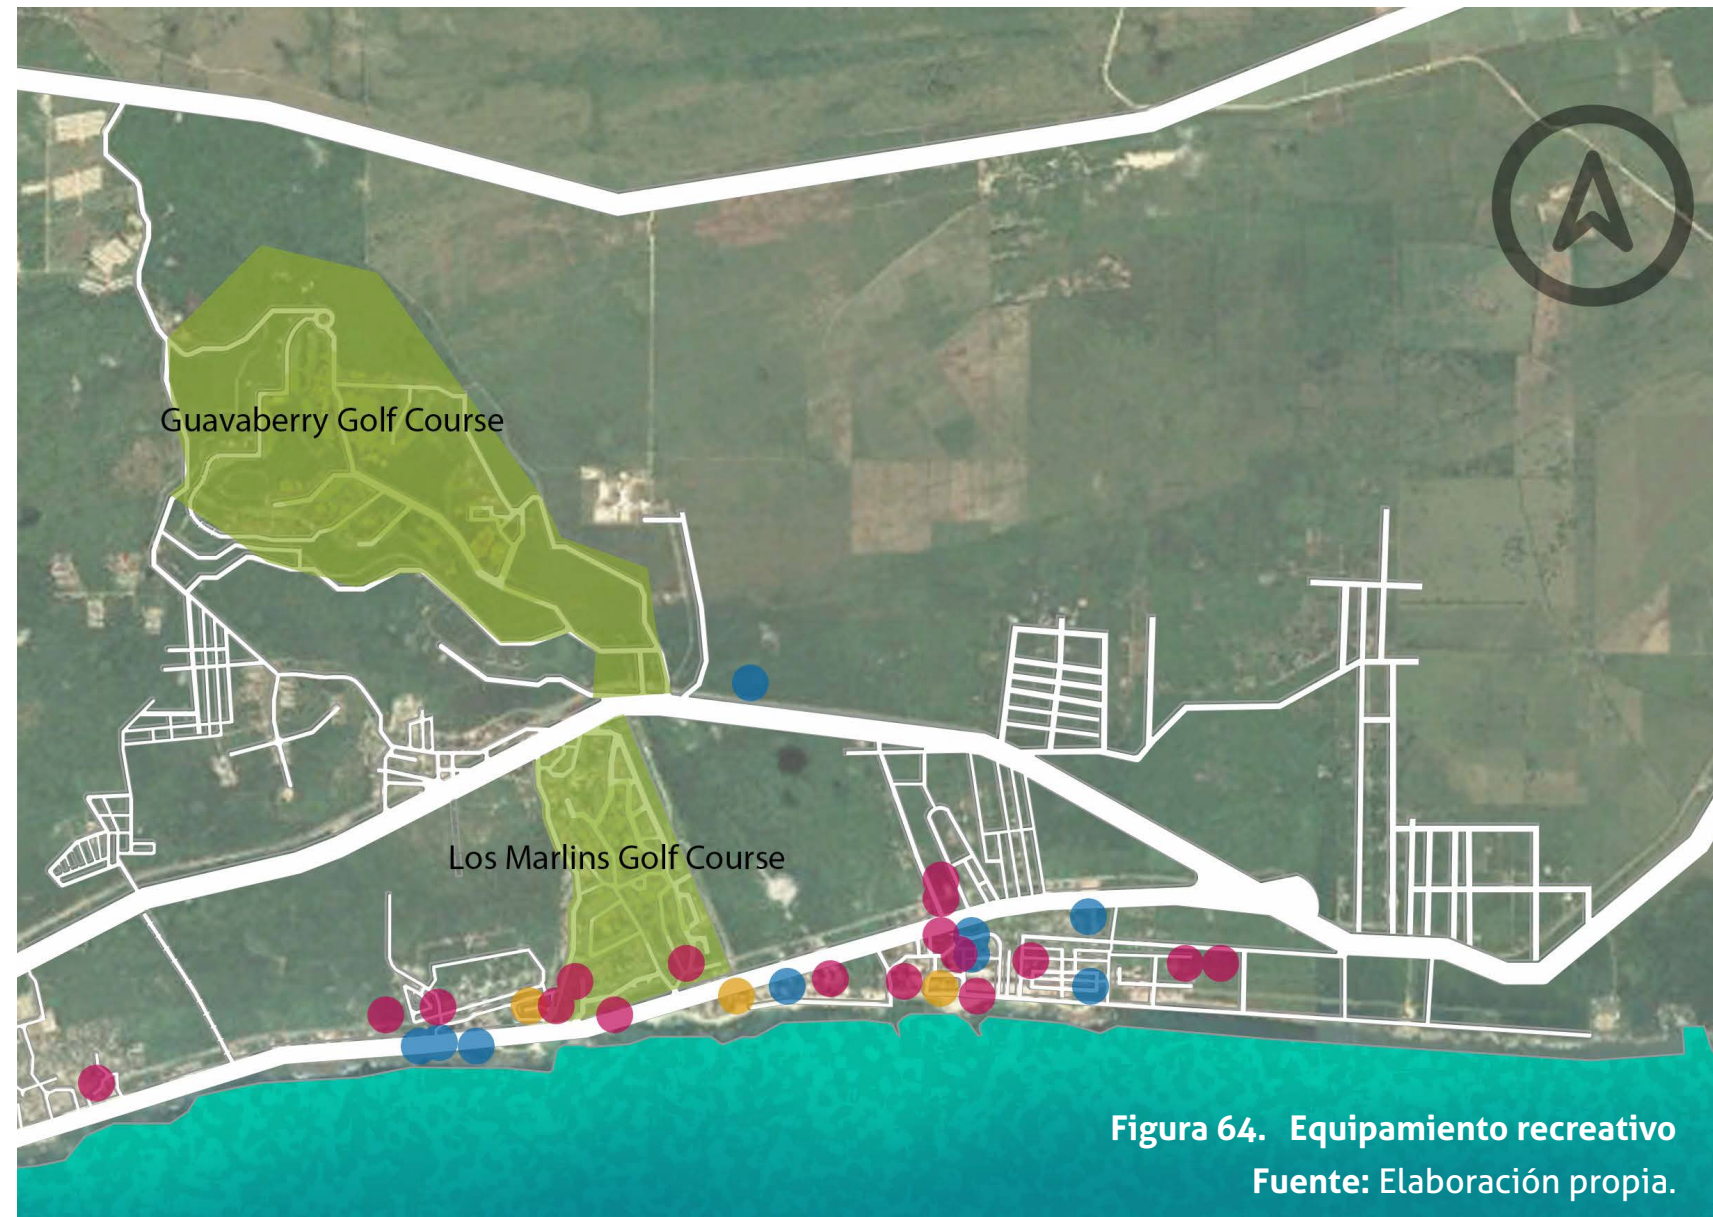 Guavaberry Golf Course
Los Marlins Golf Course
Figura 64. Equipamiento recreativo
Fuente: Elaboración propia.